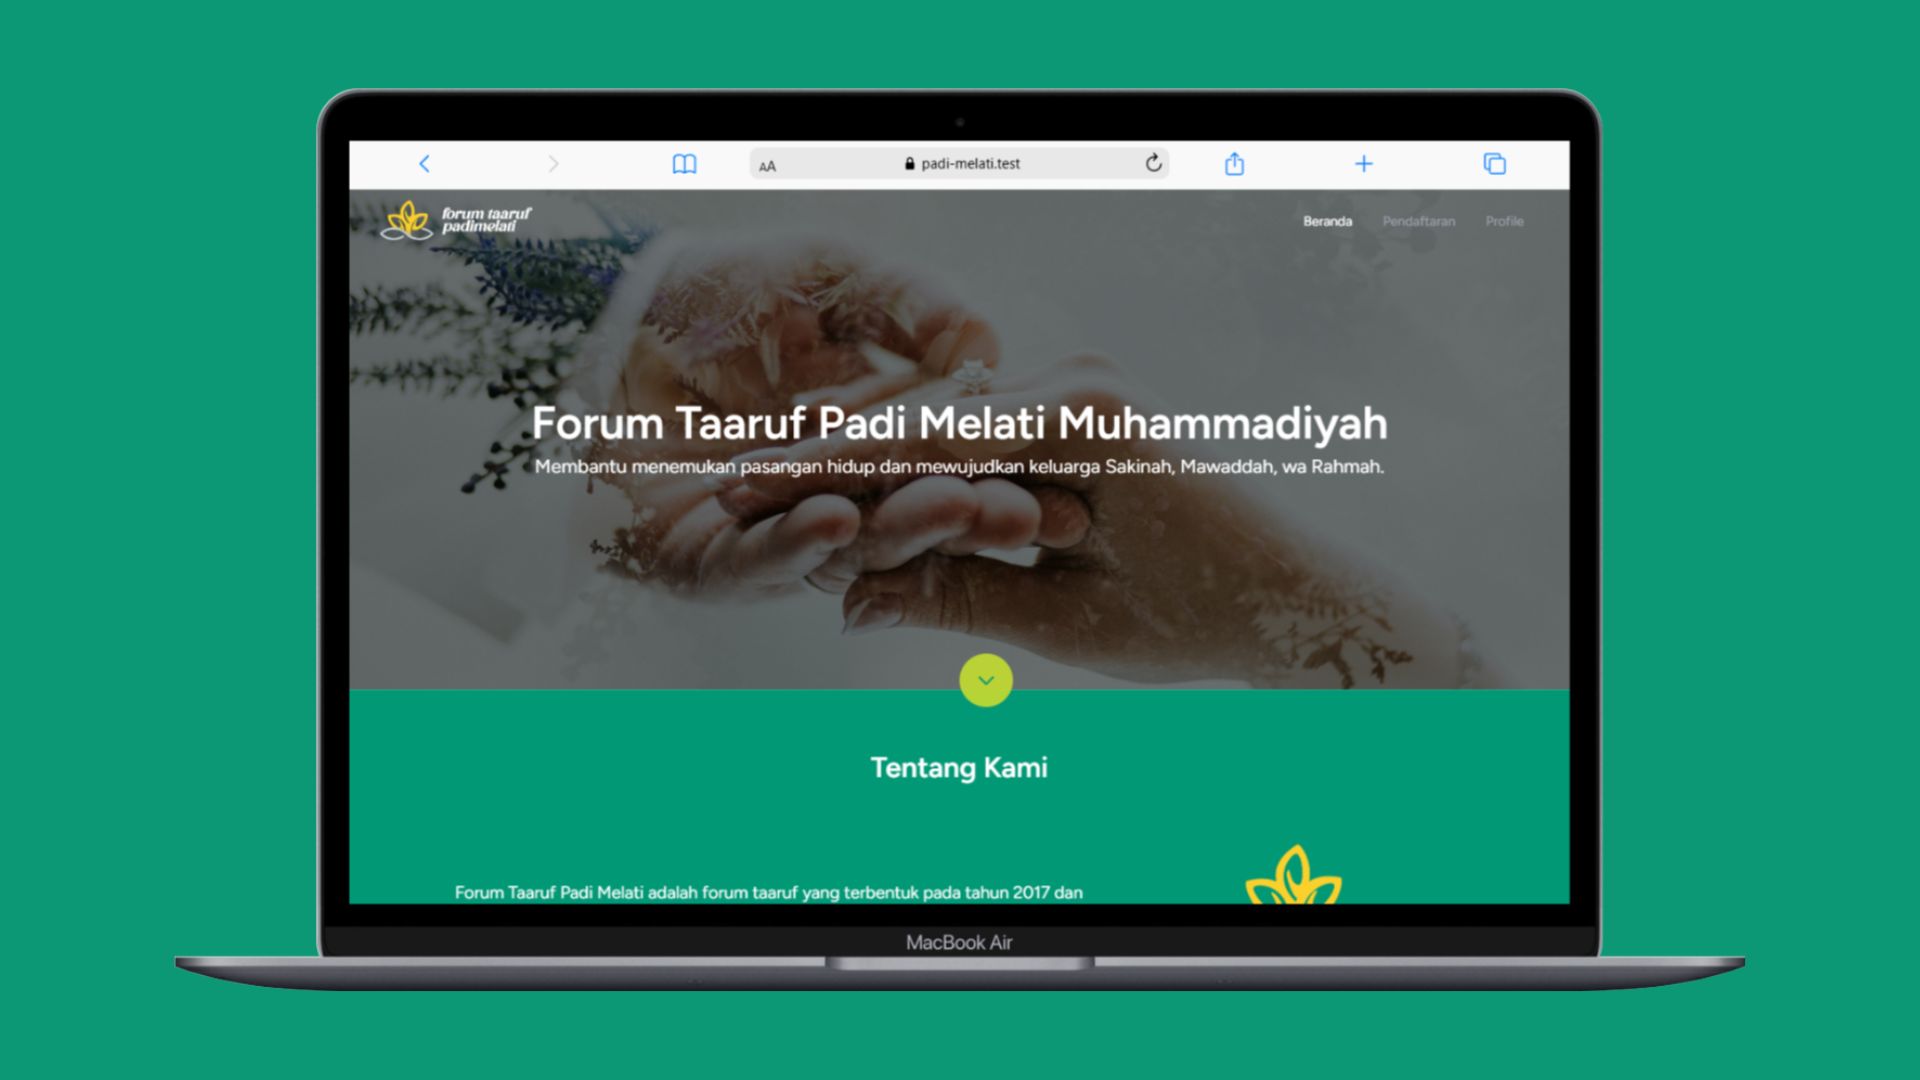 AA
padi-melati.test
forum taaruf
padimelati
Beranda
Pendaftaran
Profile
Forum Taaruf Padi Melati Muhammadiyah
Membantu menemukan pasangan hidup dan mewujudkan keluarga Sakinah, Mawaddah, wa Rahmah.
Tentang Kami
Forum Taaruf Padi Melati adalah forum taaruf yang terbentuk pada tahun 2017 dan
MacBook Air